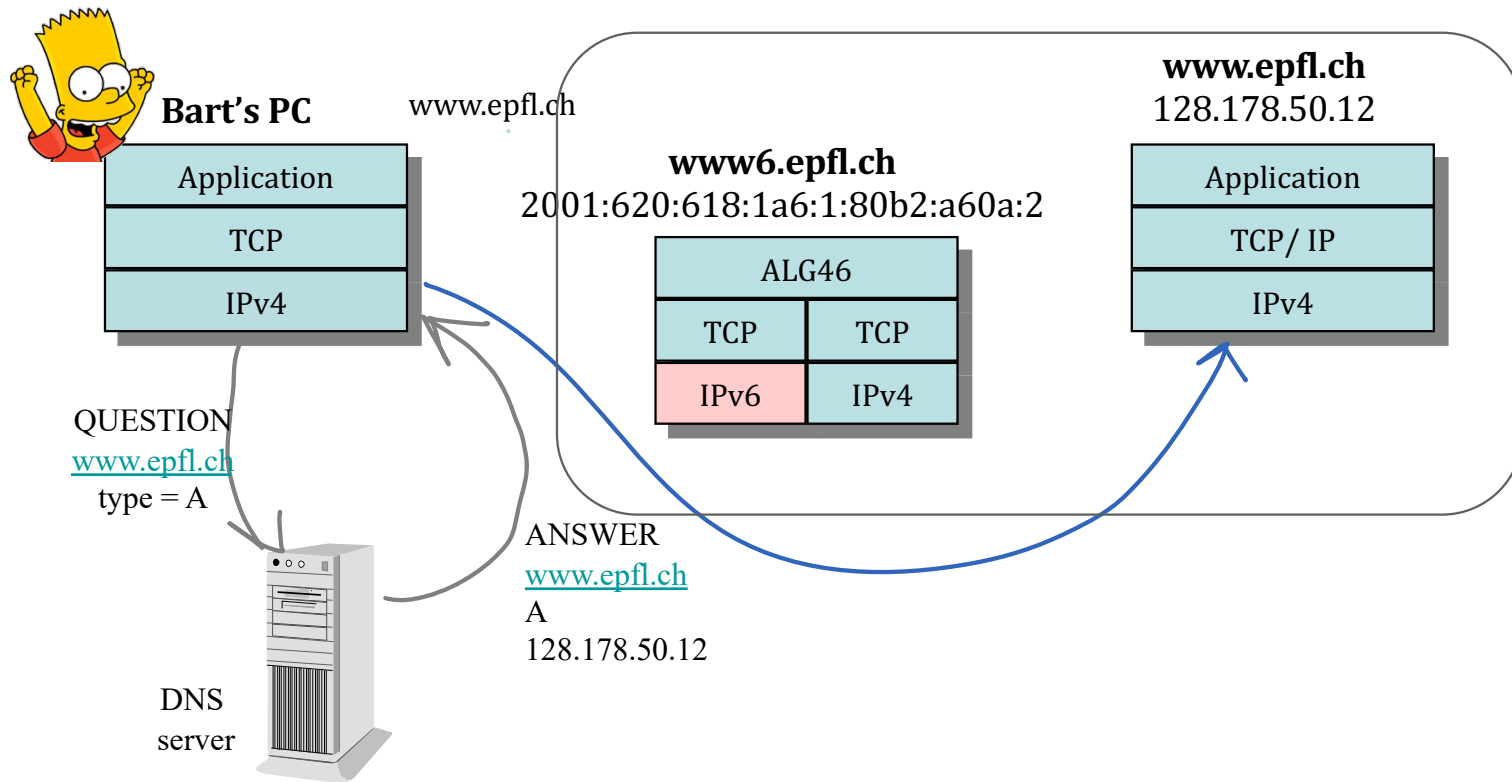 Bart's PC
www.epfl.ch
Application
TCP
IPv4
www6.epfl.ch
2001:620:618:1a6:1:80b2:a60a:2
ALG46
TCP TCP
IPv6 IPv4
www.epfl.ch
128.178.50.12
Application
TCP/ IP
IPv4
QUESTION
www.epfl.ch
type = A
ANSWER
www.epfl.ch
A
128.178.50.12
DNS
server